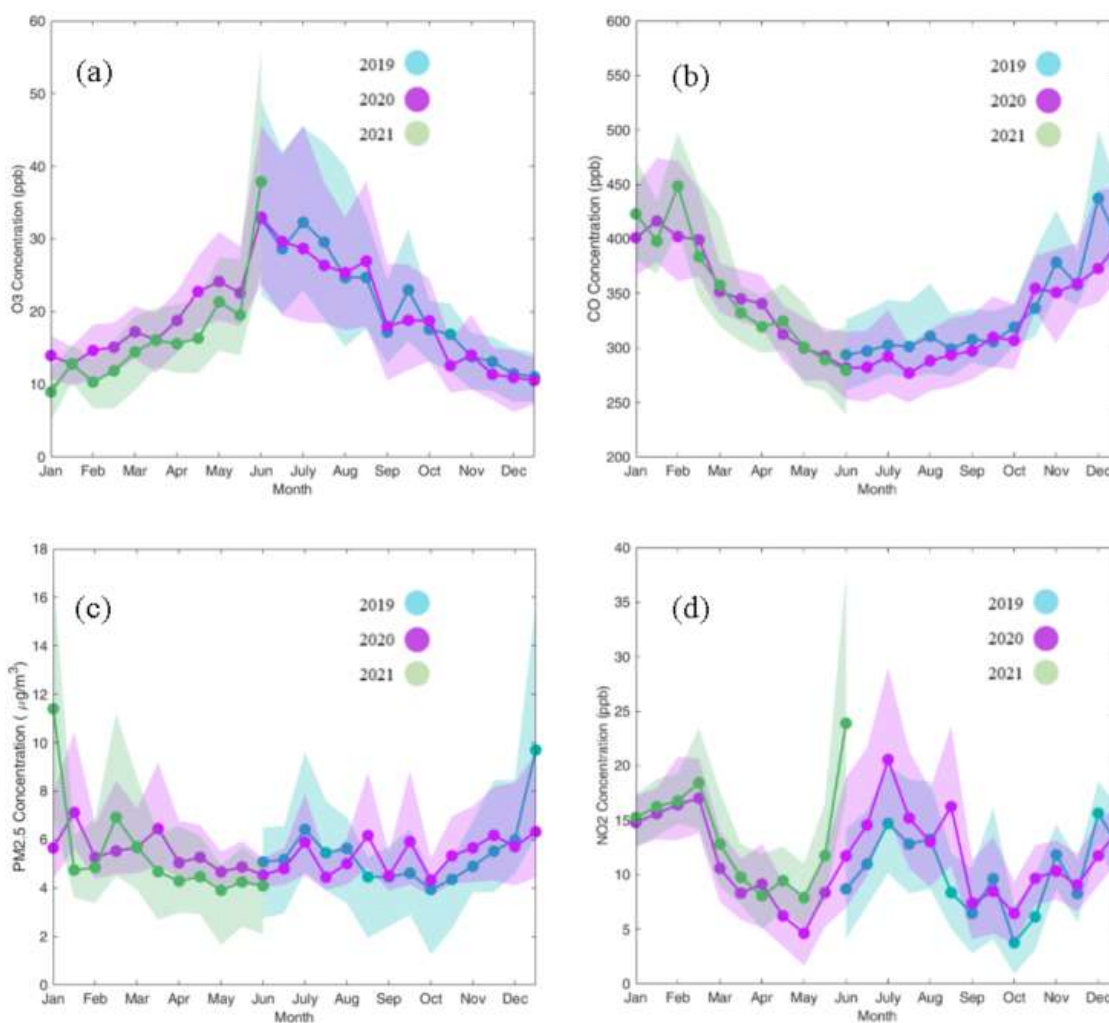 (a)
2019
2020
2021
60
50
40
30
20
10
0
O3 Concentration (ppb)
Jan Feb Mar Apr May Jun July Aug Sep Oct Nov Dec
Month
(b)
2019
2020
2021
600
550
500
450
400
350
300
250
200
CO Concentration (ppb)
Jan Feb Mar Apr May Jun July Aug Sep Oct Nov Dec
Month
(c)
2019
2020
2021
18
16
14
12
10
8
6
4
2
0
PM2.5 Concentration ( μg/m³)
Jan Feb Mar Apr May Jun July Aug Sep Oct Nov Dec
Month
(d)
2019
2020
2021
40
35
30
25
20
15
10
5
0
NO2 Concentration (ppb)
Jan Feb Mar Apr May Jun July Aug Sep Oct Nov Dec
Month